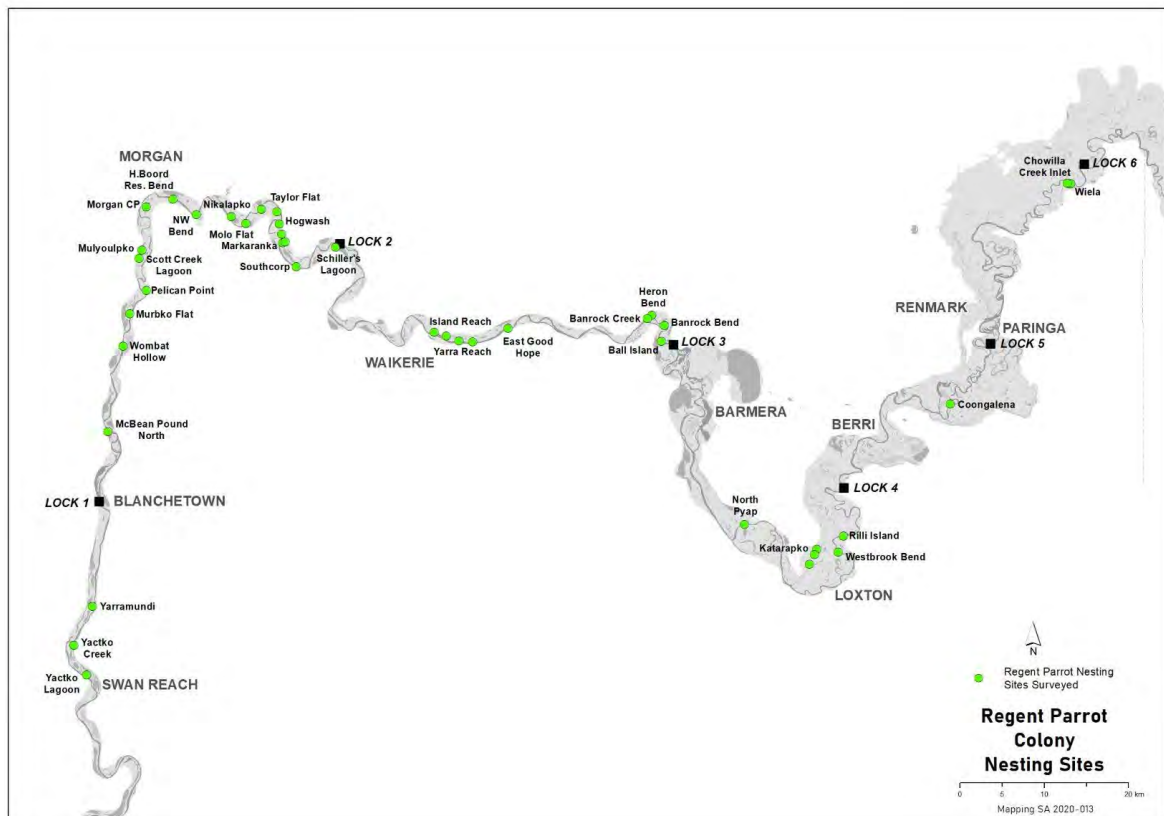 MORGAN
H.Boord
Res. Bend
Morgan CP
NW
Bend
Nikalapko
Molo Flat
Taylor Flat
Hogwash
Markaranka
Southcorp
LOCK 2
Schiller's
Lagoon
Mulyoulpko
Scott Creek
Lagoon
Pelican Point
Murbko Flat
Wombat
Hollow
McBean Pound
North
LOCK 1
BLANCHETOWN
Yarramundi
Yactko
Creek
Yactko
Lagoon
SWAN REACH
WAIKERIE
Island Reach
Yarra Reach
East Good
Hope
Heron
Bend
Banrock Creek
Banrock Bend
Ball Island
LOCK 3
BARMERA
North
Pyap
Katarapko
LOXTON
Westbrook Bend
Rilli Island
LOCK 4
BERRI
Coongalena
RENMARK
PARINGA
LOCK 5
Chowilla
Creek Inlet
Wiela
LOCK 6
N
Regent Parrot Nesting
Sites Surveyed
Regent Parrot
Colony
Nesting Sites
0 5 10 20 km
Mapping SA 2020-013